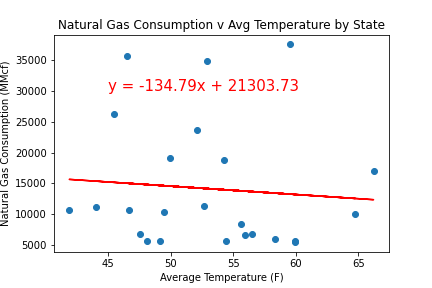 Natural Gas Consumption v Avg Temperature by State
Natural Gas Consumption (MMcf)
35000
30000
25000
20000
15000
10000
5000
y = -134.79x + 21303.73
45 50 55 60 65
Average Temperature (F)